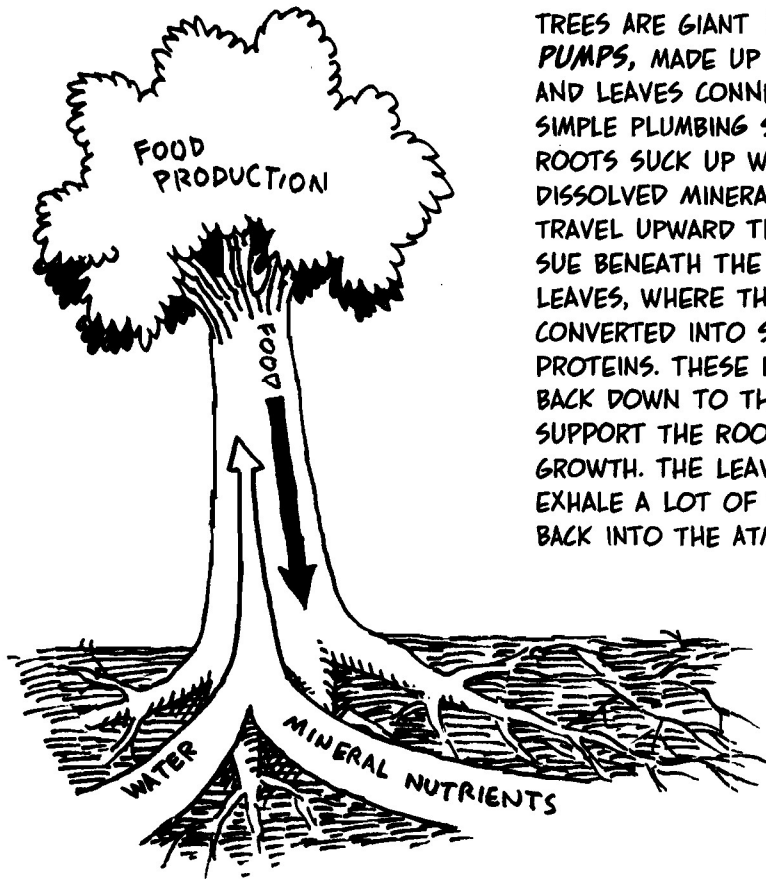 TREES ARE GIANT
PUMPS, MADE UP
AND LEAVES CONN
SIMPLE PLUMBING
ROOTS SUCK UP W
DISSOLVED MINERA
TRAVEL UPWARD T
SUE BENEATH THE
LEAVES, WHERE TH
CONVERTED INTO S
PROTEINS. THESE
BACK DOWN TO TH
SUPPORT THE ROO
GROWTH. THE LEAV
EXHALE A LOT OF
BACK INTO THE AT
FOOD
PRODUCTION
FOOD
WATER
MINERAL NUTRIENTS